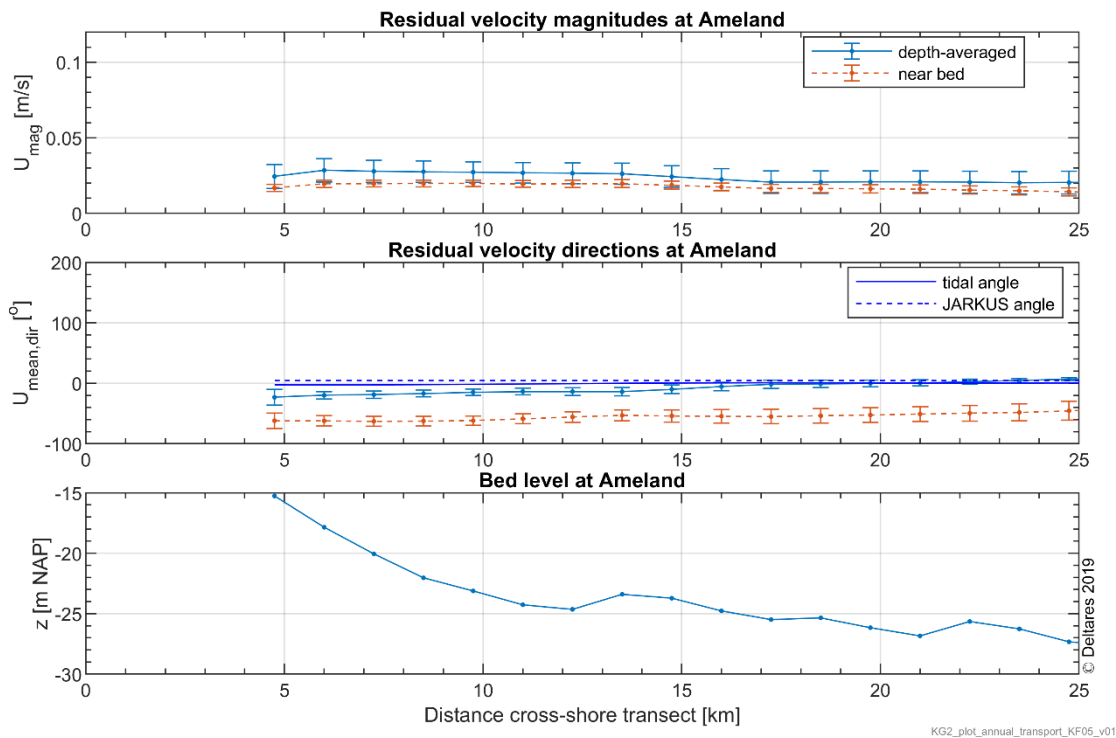 Residual velocity magnitudes at Ameland
U_mag [m/s]
0.1
0.05
0
depth-averaged
near bed
5
10
15
20
25
0
Residual velocity directions at Ameland
U_mean,dir [°]
200
100
0
-100
tidal angle
JARKUS angle
0
5
10
15
20
25
Bed level at Ameland
z [m NAP]
-15
-20
-25
-30
0
5
10
15
20
25
Distance cross-shore transect [km]
© Deltares 2019
KG2_plot_annual_transport_KF05_v01